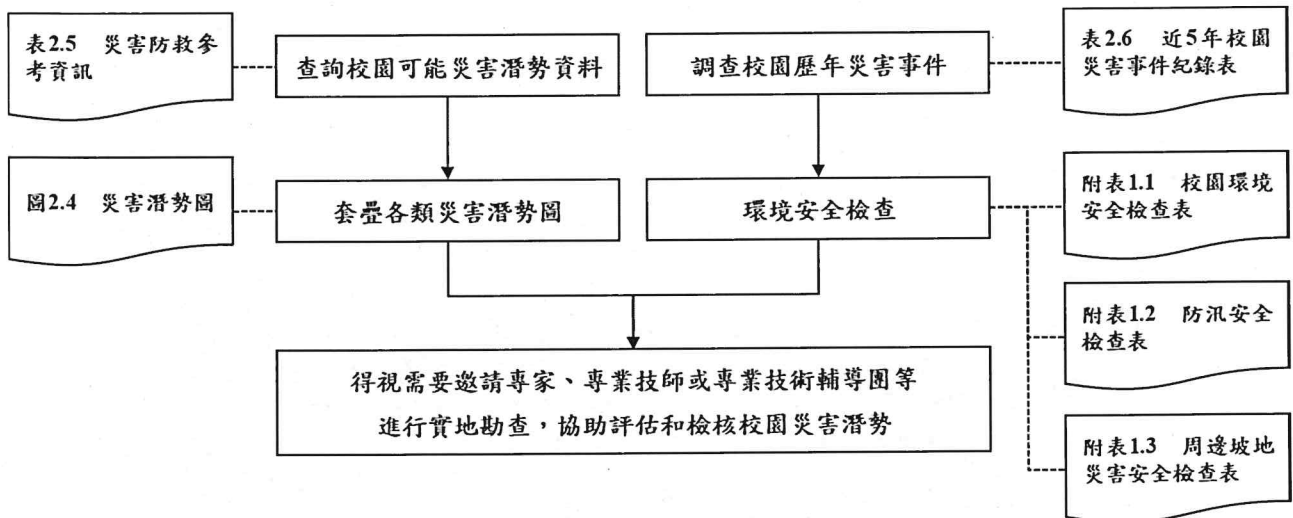 表2.5 災害防救參
考資訊
查詢校園可能災害潛勢資料
調查校園歷年災害事件
表2.6 近5年校園
災害事件紀錄表
圖2.4 災害潛勢圖
套疊各類災害潛勢圖
環境安全檢查
附表1.1 校園環境
安全檢查表
附表1.2 防汛安全
檢查表
得視需要邀請專家、專業技師或專業技術輔導團等
進行實地勘查，協助評估和檢核校園災害潛勢
附表1.3 周邊坡地
災害安全檢查表